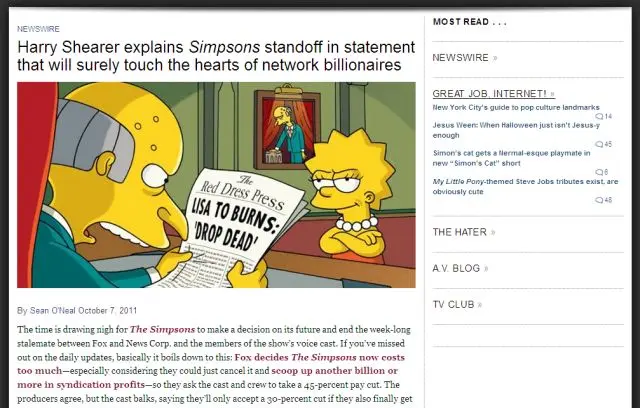 NEWSWIRE
Harry Shearer explains Simpsons standoff in statement
that will surely touch the hearts of network billionaires
The
Red Dress Press
LISA TO BURNS:
'DROP DEAD'
By Sean O'Neal October 7, 2011
The time is drawing nigh for The Simpsons to make a decision on its future and end the week-long
stalemate between Fox and News Corp. and the members of the show's voice cast. If you've missed
out on the daily updates, basically it boils down to this: Fox decides The Simpsons now costs
too much—especially considering they could just cancel it and scoop up another billion or
more in syndication profits—so they ask the cast and crew to take a 45-percent pay cut. The
producers agree, but the cast balks, saying they'll only accept a 30-percent cut if they also finally get
MOST READ . . .
NEWSWIRE »
GREAT JOB, INTERNET! »
New York City's guide to pop culture landmarks
14
Jesus Ween: When Halloween just isn't Jesus-y
enough
45
Simon's cat gets a Nermal-esque playmate in
new "Simon's Cat" short
6
My Little Pony-themed Steve Jobs tributes exist, are
obviously cute
48
THE HATER »
A.V. BLOG »
TV CLUB »